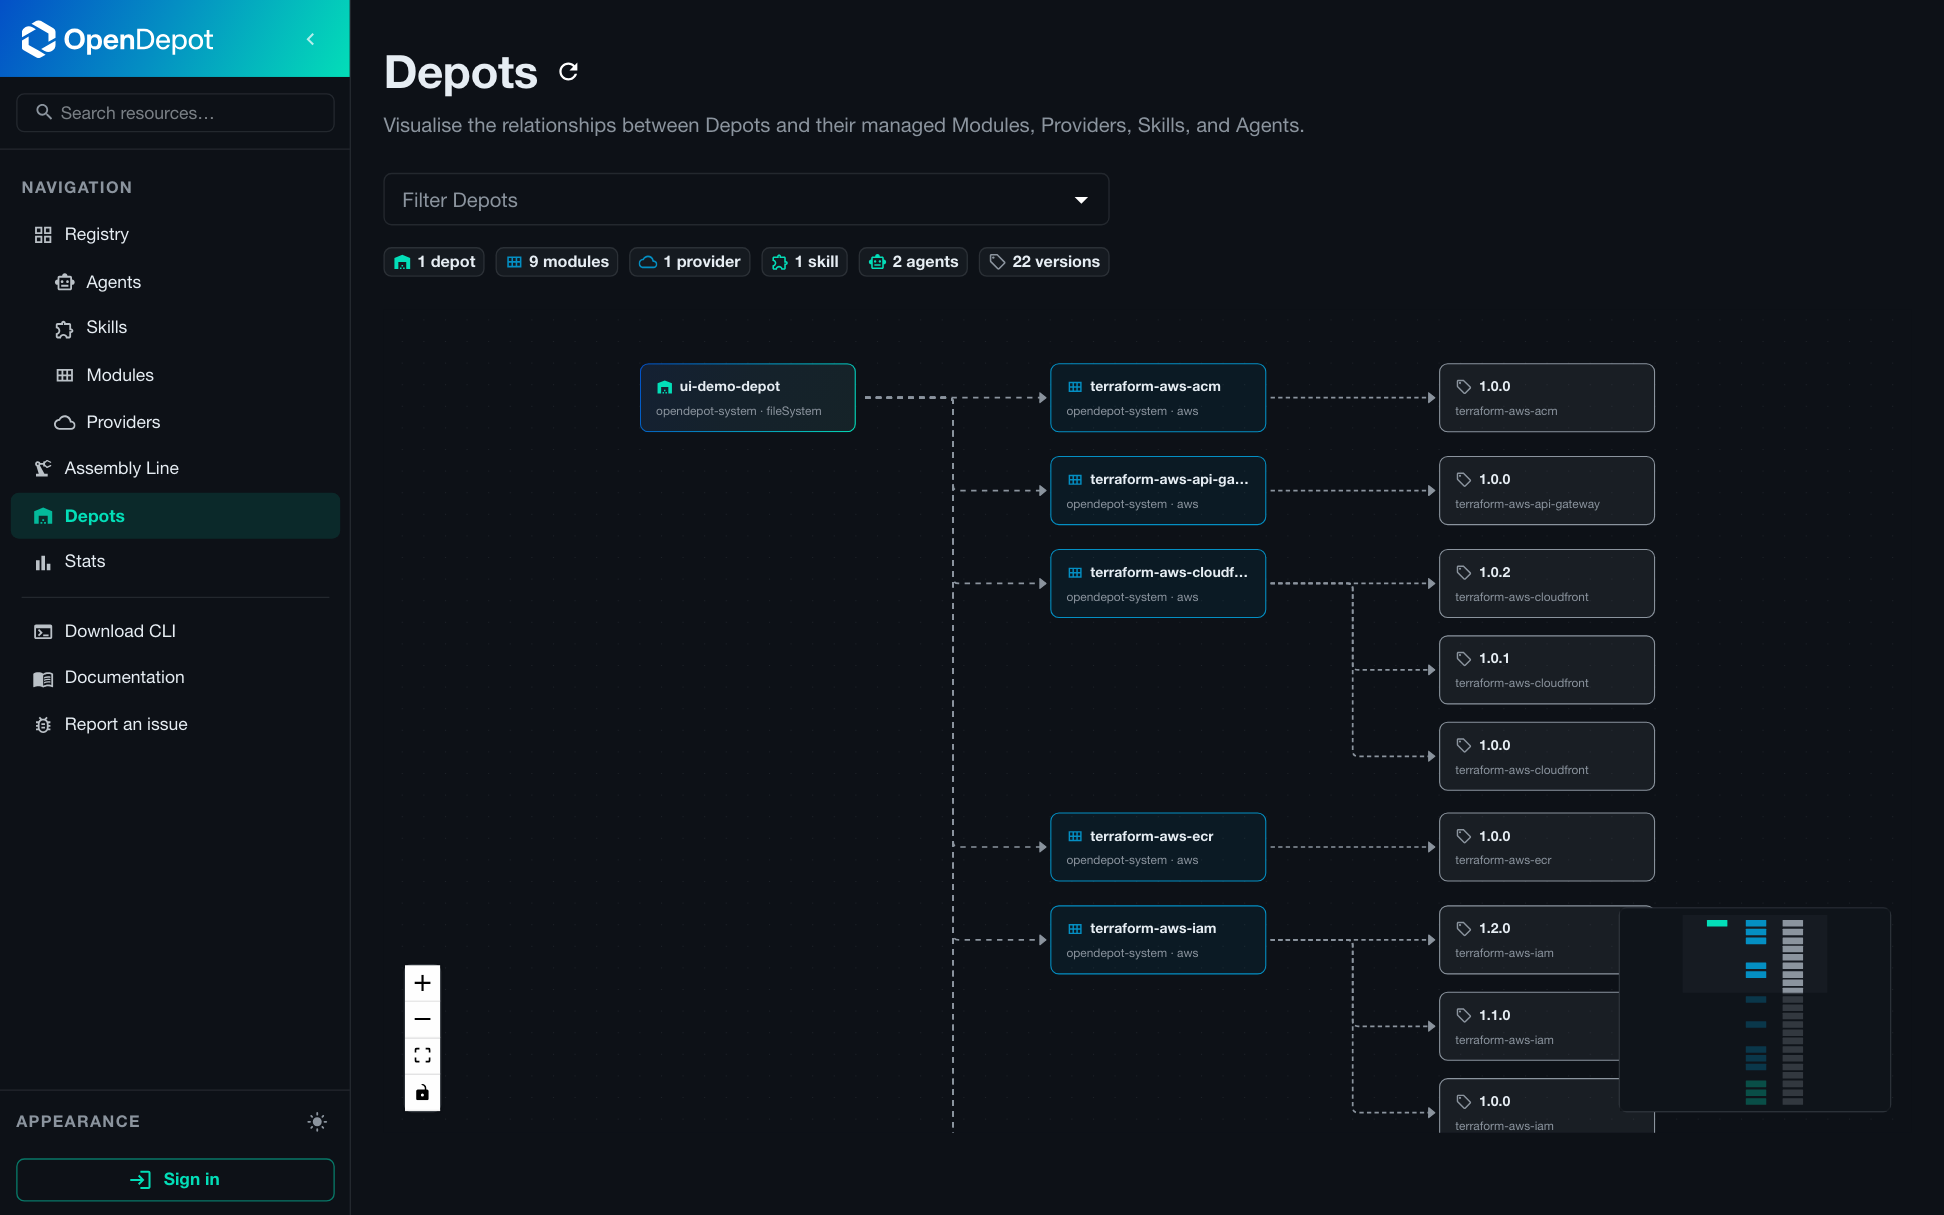 OpenDepot
Search resources...
NAVIGATION
Registry
Agents
Skills
Modules
Providers
Assembly Line
Depots
Stats
Download CLI
Documentation
Report an issue
APPEARANCE
Sign in
Depots
Visualise the relationships between Depots and their managed Modules, Providers, Skills, and Agents.
Filter Depots
1 depot
9 modules
1 provider
1 skill
2 agents
22 versions
ui-demo-depot
opendepot-system · fileSystem
terraform-aws-acm
opendepot-system · aws
1.0.0
terraform-aws-acm
terraform-aws-api-ga...
opendepot-system · aws
1.0.0
terraform-aws-api-gateway
terraform-aws-cloudf...
opendepot-system · aws
1.0.2
terraform-aws-cloudfront
1.0.1
terraform-aws-cloudfront
1.0.0
terraform-aws-cloudfront
terraform-aws-ecr
opendepot-system · aws
1.0.0
terraform-aws-ecr
terraform-aws-iam
opendepot-system · aws
1.2.0
terraform-aws-iam
1.1.0
terraform-aws-iam
1.0.0
terraform-aws-iam